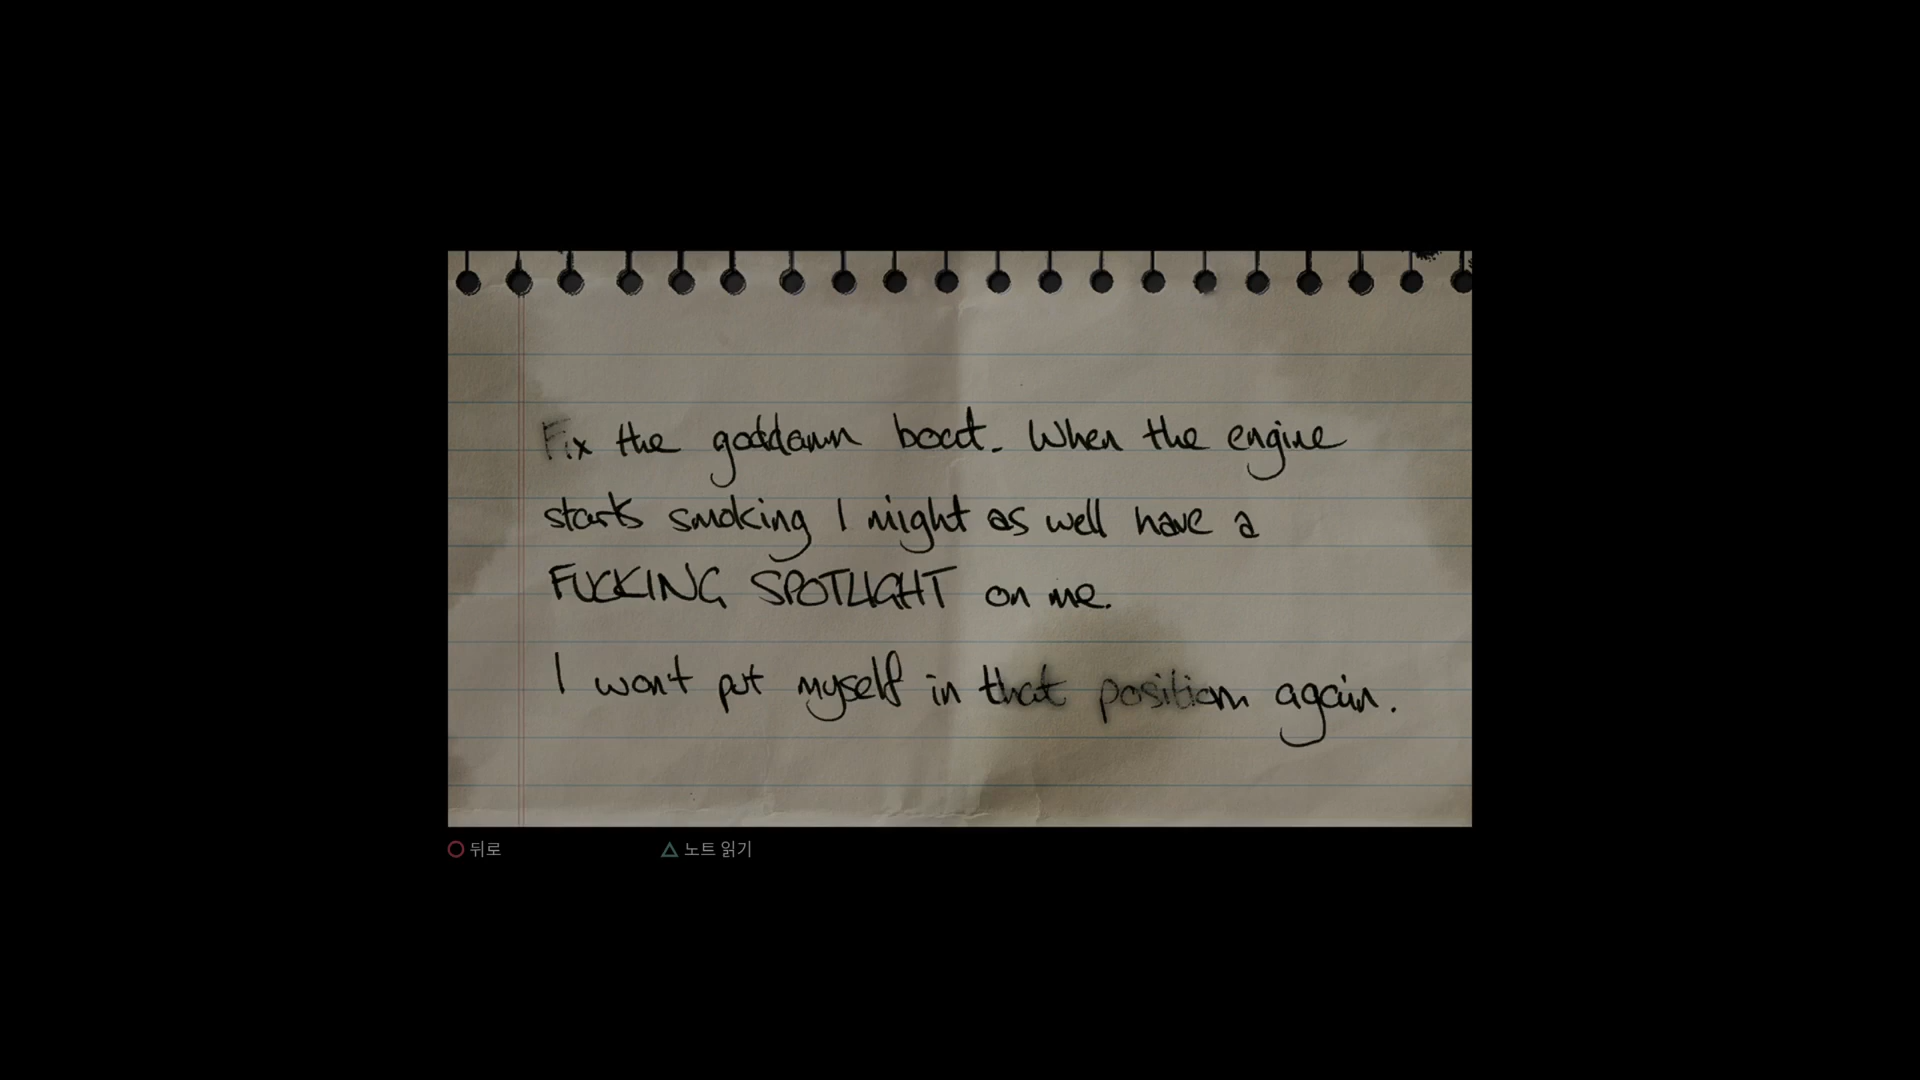 Fix the goddamn boat. When the engine
starts smoking I might as well have a
FUCKING SPOTLIGHT on me.
I won't put myself in that position again.
뒤로
노트 읽기